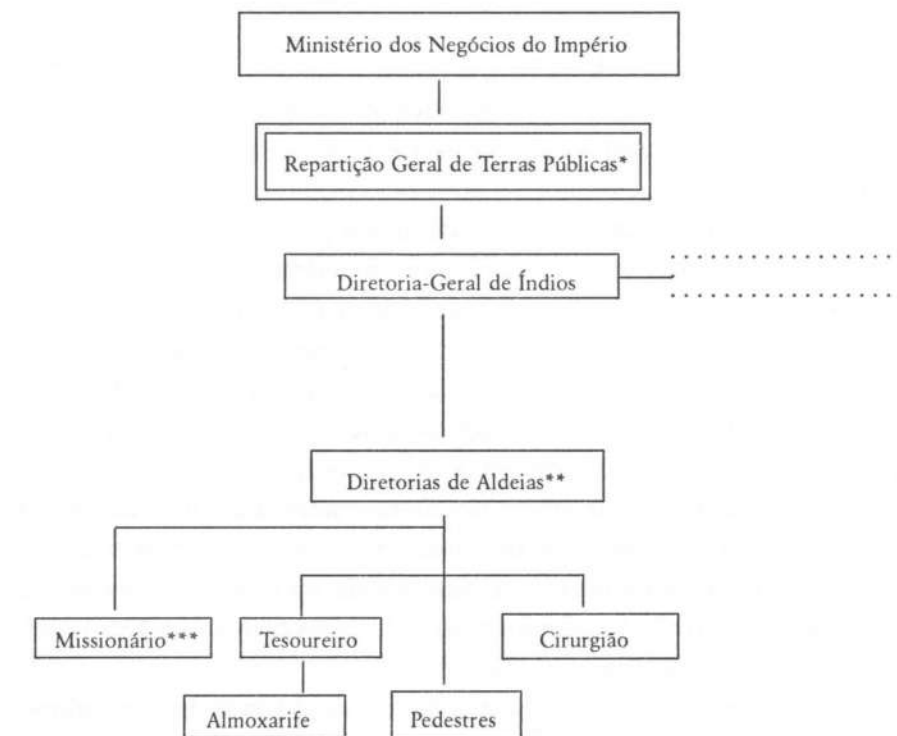 Ministério dos Negócios do Império
Repartição Geral de Terras Públicas*
Diretoria-Geral de Índios
Diretorias de Aldeias**
Missionário***
Tesoureiro
Cirurgião
Almoxarife
Pedestres